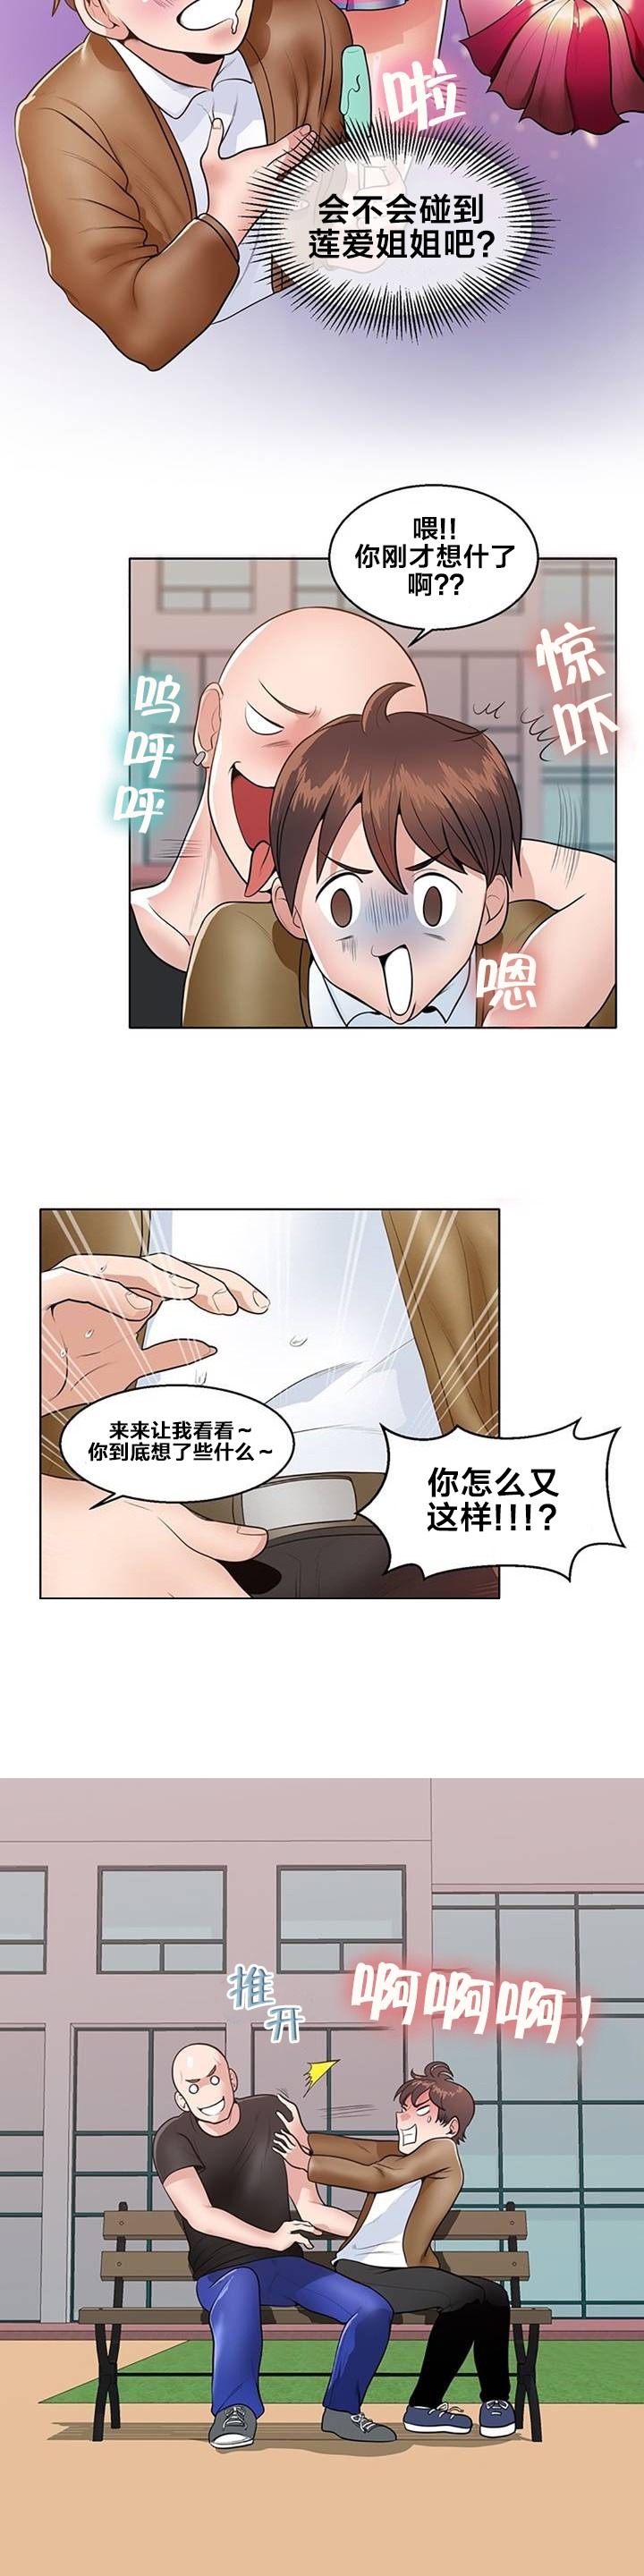 啦
会不会碰到
莲爱姐姐吧?
喂!!
你刚才想什了
啊??
惊
吓
呜
呼
呼
嗯
来来让我看看~
你到底想了些什么~
你怎么又
这样!!!?
推
开
啊啊啊!